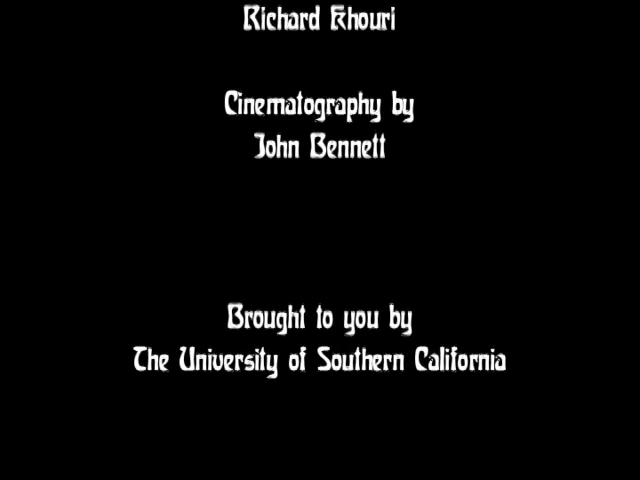 Richard Khouri
Cinematography by
John Bennett
Brought to you by
The University of Southern California